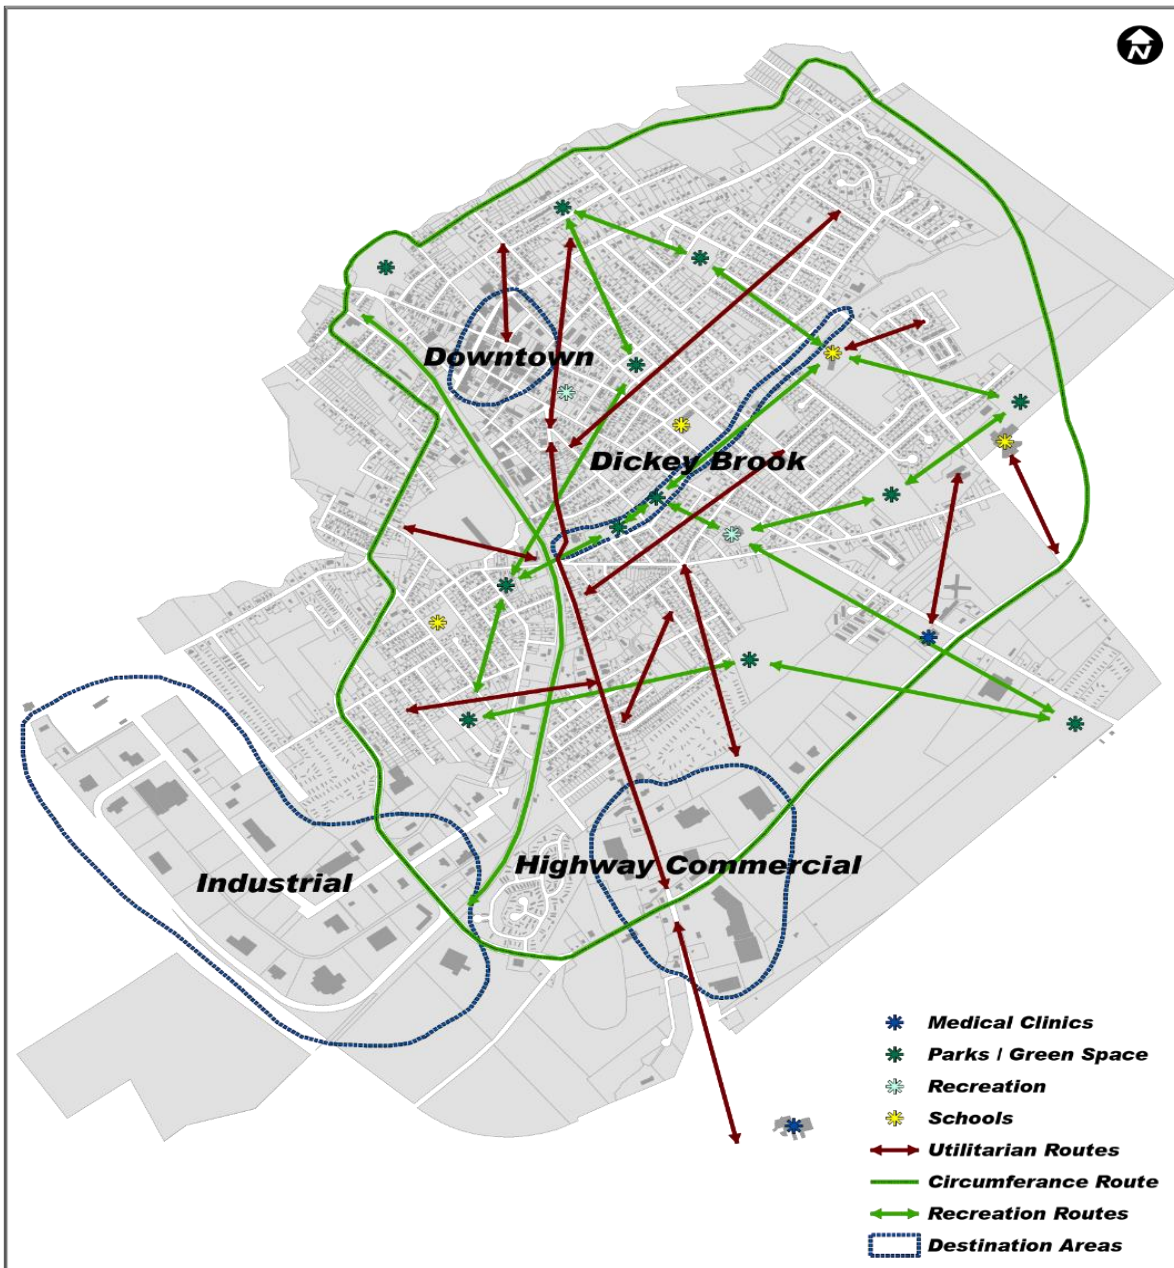 N
Downtown
Dickey Brook
Industrial
Highway Commercial
Medical Clinics
Parks / Green Space
Recreation
Schools
Utilitarian Routes
Circumferance Route
Recreation Routes
Destination Areas